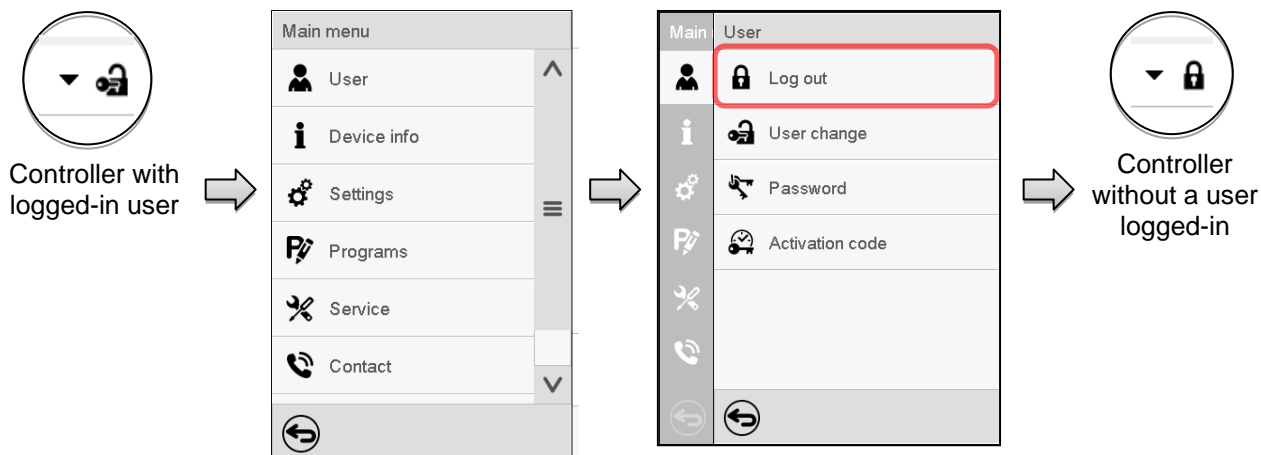 Controller with
logged-in user
Main menu
User
Device info
Settings
Programs
Service
Contact
Main
User
Log out
User change
Password
Activation code
Controller
without a user
logged-in